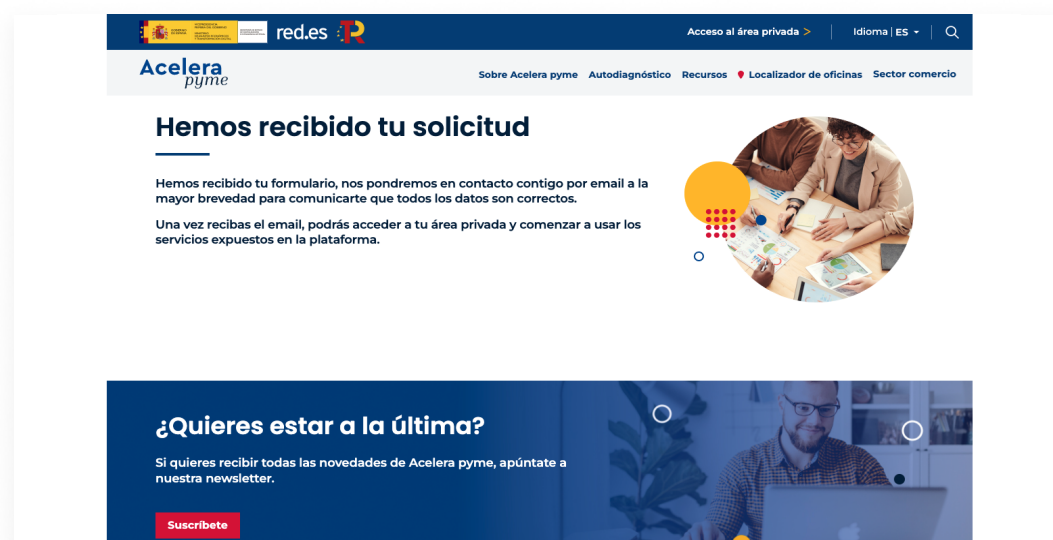 red.es
Acceso al área privada >
Idioma | ES
Acelera
pyme
Sobre Acelera pyme Autodiagnóstico Recursos Localizador de oficinas Sector comercio
Hemos recibido tu solicitud
Hemos recibido tu formulario, nos pondremos en contacto contigo por email a la
mayor brevedad para comunicarte que todos los datos son correctos.
Una vez recibas el email, podrás acceder a tu área privada y comenzar a usar los
servicios expuestos en la plataforma.
¿Quieres estar a la última?
Si quieres recibir todas las novedades de Acelera pyme, apúntate a
nuestra newsletter.
Suscríbete